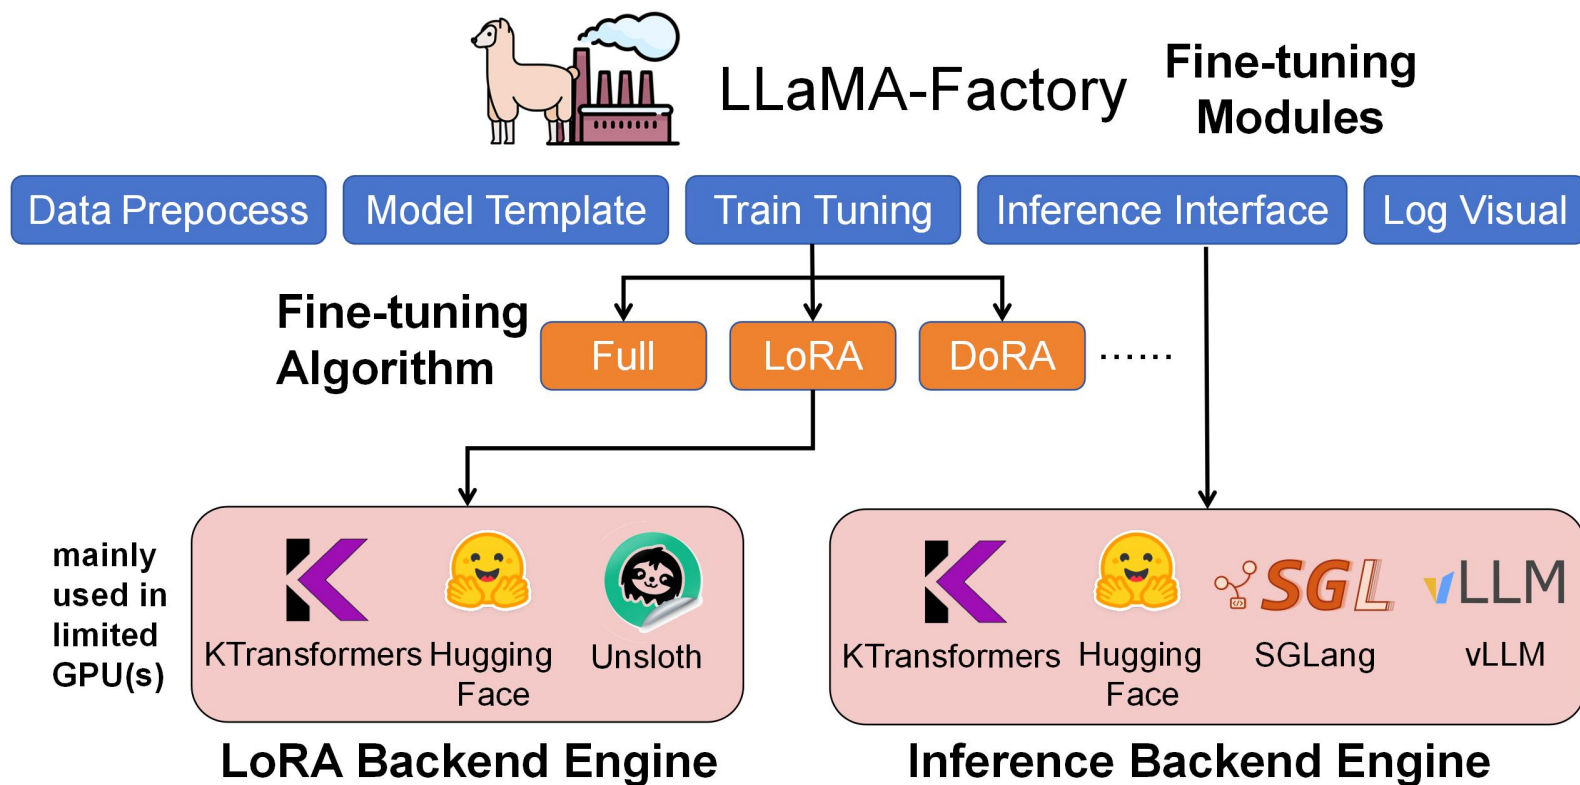 LLaMA-Factory
Fine-tuning
Modules
Data Prepocess
Model Template
Train Tuning
Inference Interface
Log Visual
Fine-tuning
Algorithm
Full
LoRA
DoRA
......
mainly
used in
limited
GPU(s)
KTransformers
Hugging
Face
Unsloth
LoRA Backend Engine
SGL
vLLM
KTransformers
Hugging
Face
SGLang
vLLM
Inference Backend Engine